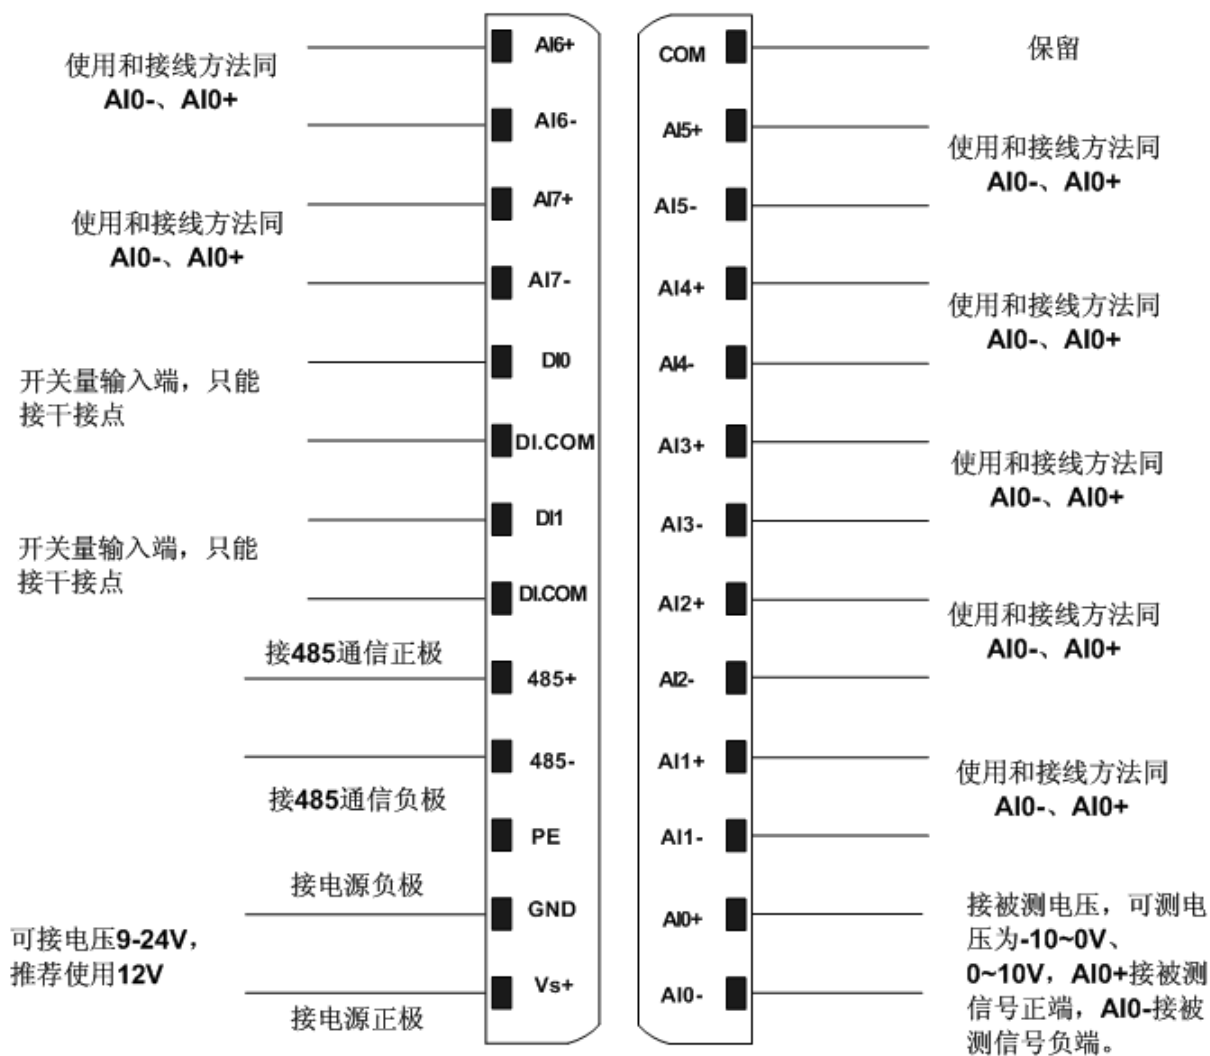 使用和接线方法同
AI0-、AI0+
使用和接线方法同
AI0-、AI0+
开关量输入端，只能
接干接点
开关量输入端，只能
接干接点
接485通信正极
接485通信负极
接电源负极
可接电压9-24V，
推荐使用12V
接电源正极
AI6+
AI6-
AI7+
AI7-
DI0
DI.COM
DI1
DI.COM
485+
485-
PE
GND
Vs+
COM
AI5+
AI5-
AI4+
AI4-
AI3+
AI3-
AI2+
AI2-
AI1+
AI1-
AI0+
AI0-
保留
使用和接线方法同
AI0-、AI0+
使用和接线方法同
AI0-、AI0+
使用和接线方法同
AI0-、AI0+
使用和接线方法同
AI0-、AI0+
使用和接线方法同
AI0-、AI0+
接被测电压，可测电
压为-10~0V、
0~10V，AI0+接被测
信号正端，AI0-接被
测信号负端。